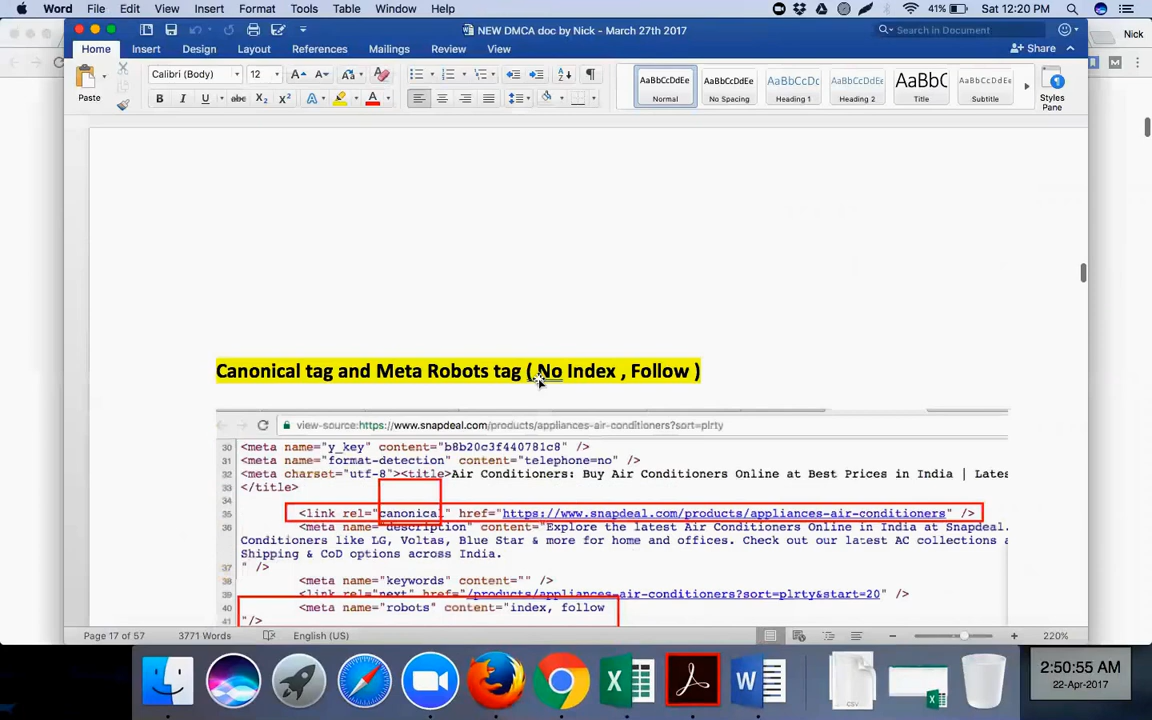 Word File Edit View Insert Format Tools Table Window Help 41% Sat 12:20 PM
NEW DMCA doc by Nick - March 27th 2017 Search in Document Nick
Home Insert Design Layout References Mailings Review View Share
Calibri (Body) 12
AaBbCcDdEe AaBbCcDdEe AaBbCcDc AaBbCcDdEe AaBbC AaBbCcDdEe
Paste B I U abc X2 X2 A Normal No Spacing Heading 1 Heading 2 Title Subtitle Styles Pane
Canonical tag and Meta Robots tag ( No Index , Follow )
view-source:https://www.snapdeal.com/products/appliances-air-conditioners?sort=plrty
30 <meta name="y_key" content="b8b20c3f440781c8" />
31 <meta name="format-detection" content="telephone=no" />
32 <meta charset="utf-8"><title>Air Conditioners: Buy Air Conditioners Online at Best Prices in India | Lates
33 </title>
34
35 <link rel="canonical" href="https://www.snapdeal.com/products/appliances-air-conditioners" />
36 <meta name="description" content="Explore the latest Air Conditioners Online in India at Snapdeal.
Conditioners like LG, Voltas, Blue Star & more for home and offices. Check out our latest AC collections a
Shipping & CoD options across India.
37 " />
38 <meta name="keywords" content="" />
39 <link rel="next" href="/products/appliances-air-conditioners?sort=plrty&start=20" />
40 <meta name="robots" content="index, follow
41 "/>
Page 17 of 57 3771 Words English (US) 220%
CSV
2:50:55 AM
22-Apr-2017